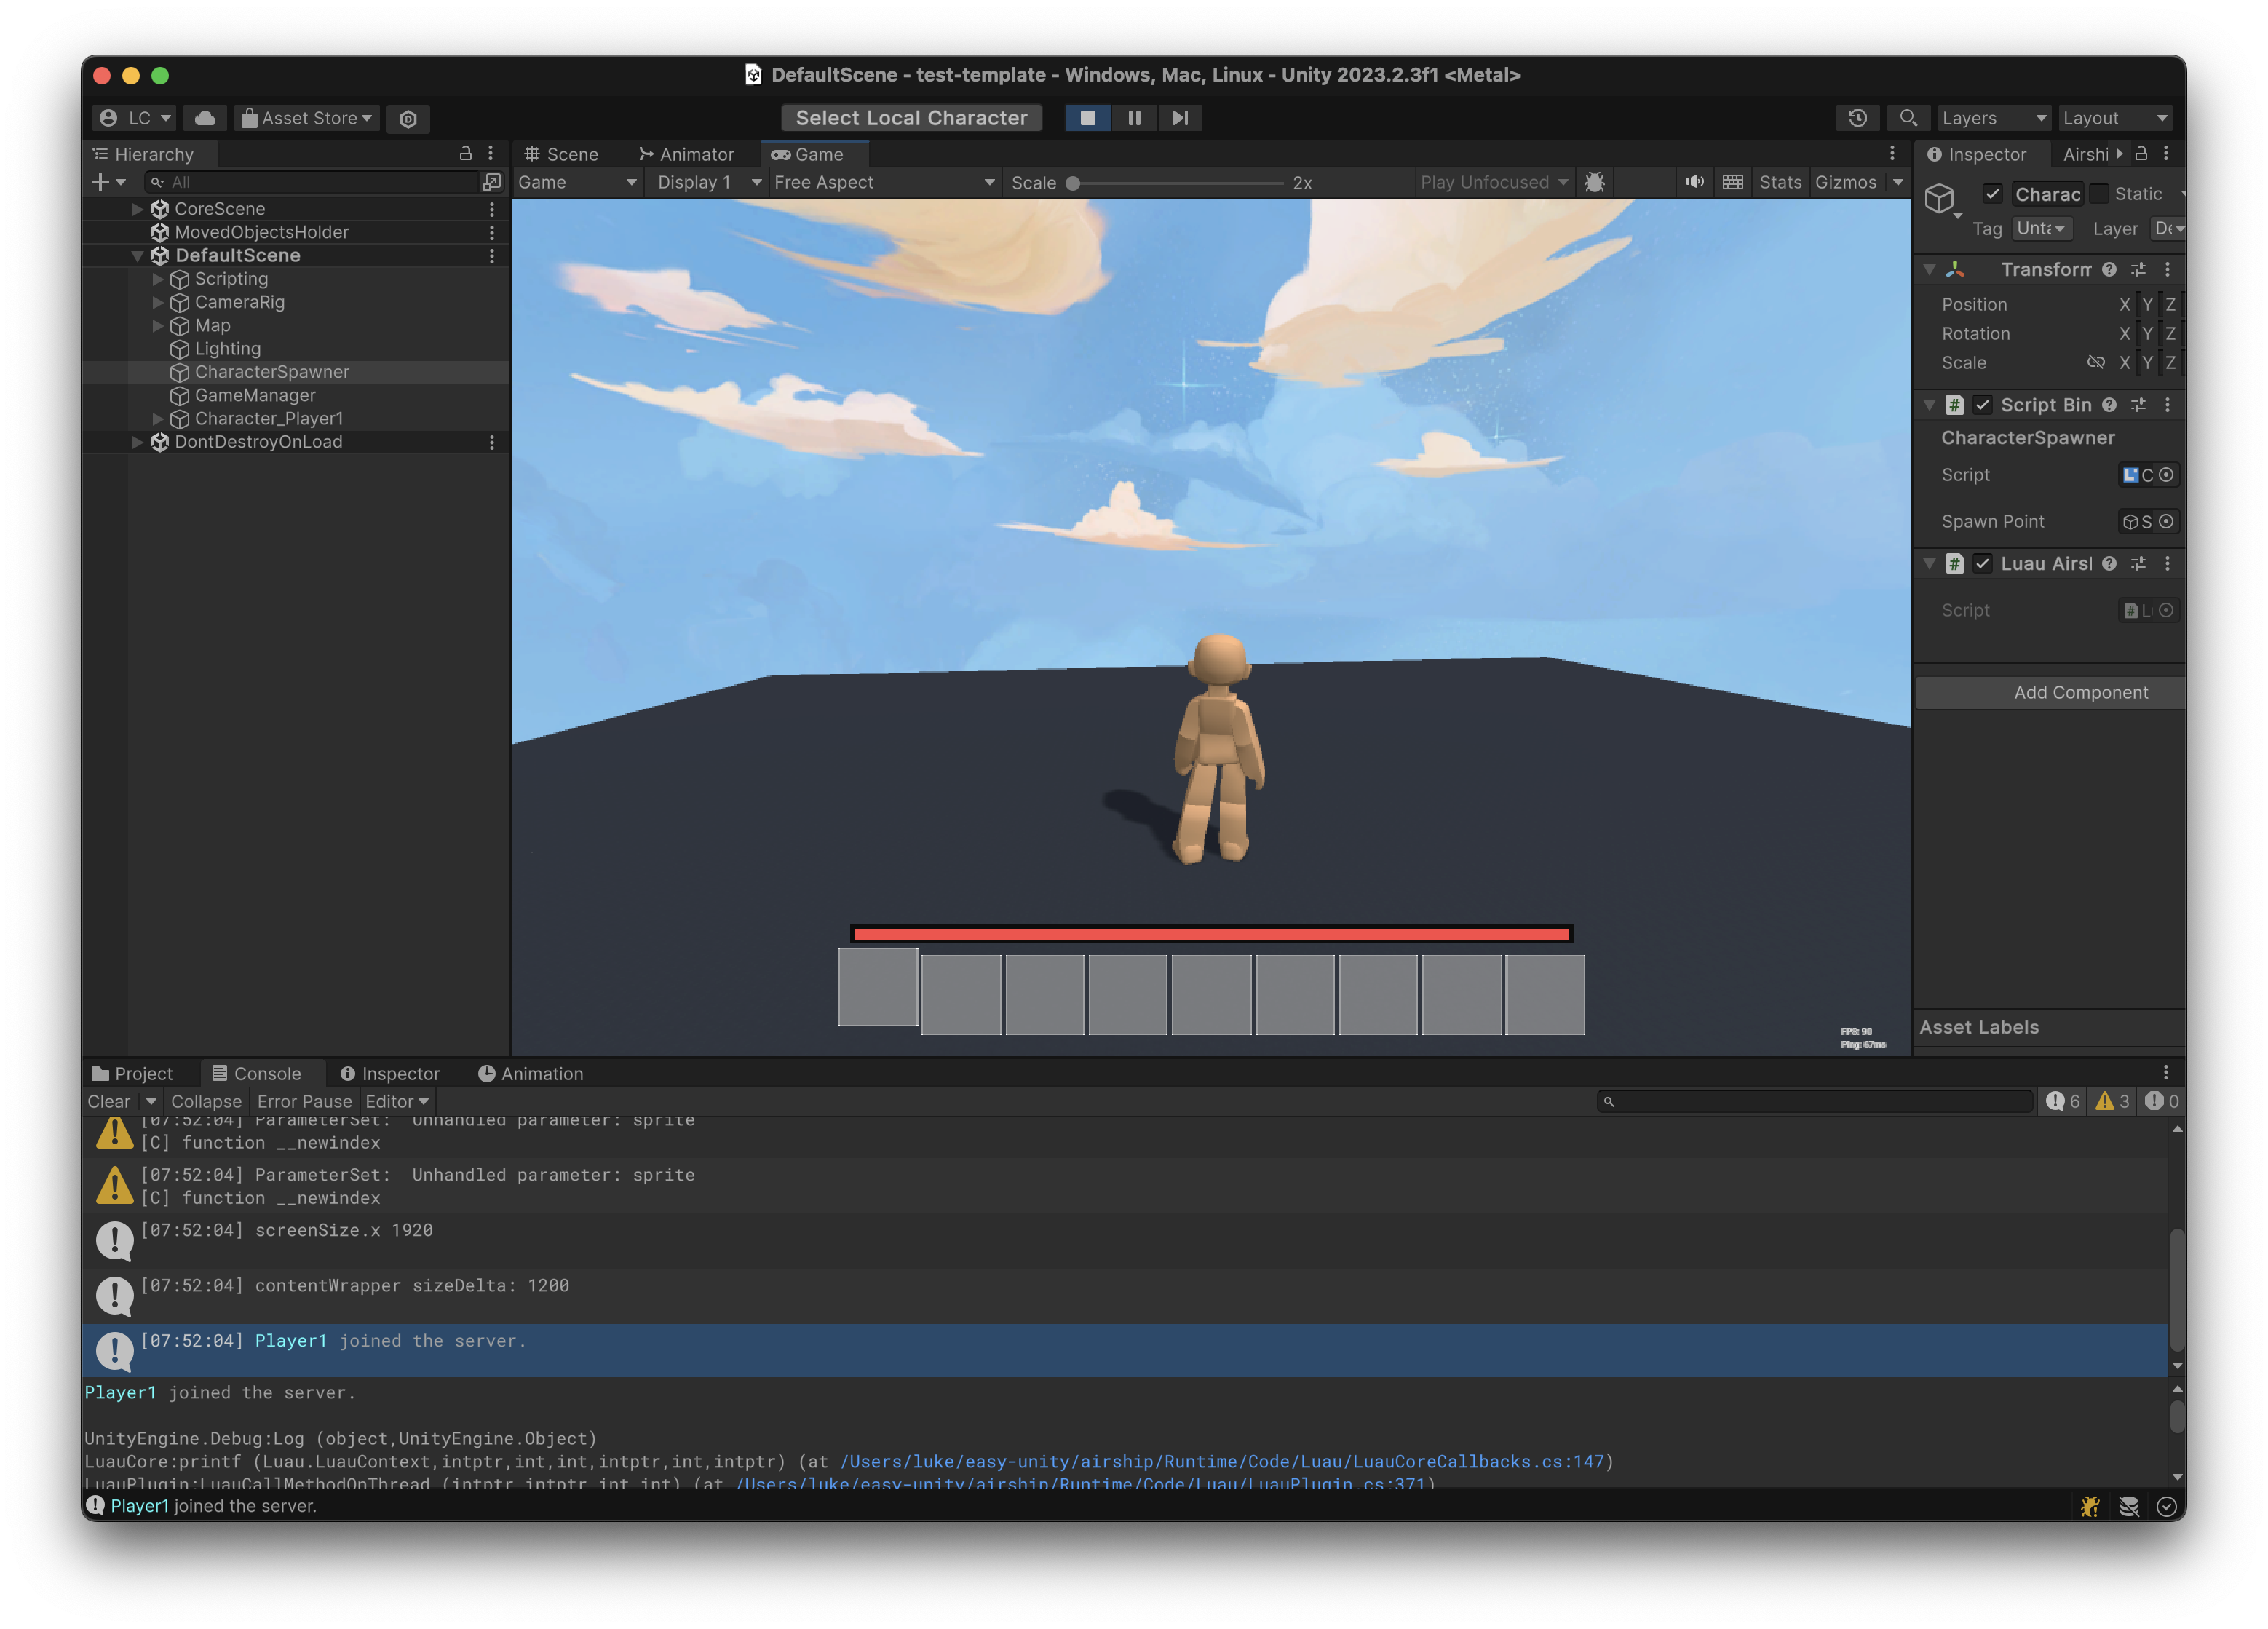 DefaultScene - test-template - Windows, Mac, Linux - Unity 2023.2.3f1 <Metal>
LC
Asset Store
Select Local Character
Layers
Layout
Hierarchy
All
CoreScene
MovedObjectsHolder
DefaultScene
Scripting
CameraRig
Map
Lighting
CharacterSpawner
GameManager
Character_Player1
DontDestroyOnLoad
Scene
Animator
Game
Game
Display 1
Free Aspect
Scale
2x
Play Unfocused
Stats
Gizmos
FPS: 90
Ping: 67ms
Inspector
Airshi
Charac
Static
Tag
Unta
Layer
De
Transform
Position X Y Z
Rotation X Y Z
Scale X Y Z
# Script Bin
CharacterSpawner
Script
L C
Spawn Point
S
# Luau Airsl
Script
# L
Add Component
Asset Labels
Project
Console
Inspector
Animation
Clear
Collapse
Error Pause
Editor
6
3
0
[07:52:04] ParameterSet:  Unhandled parameter: sprite
[C] function __newindex
[07:52:04] ParameterSet:  Unhandled parameter: sprite
[C] function __newindex
[07:52:04] screenSize.x 1920
[07:52:04] contentWrapper sizeDelta: 1200
[07:52:04] Player1 joined the server.
Player1 joined the server.
UnityEngine.Debug:Log (object,UnityEngine.Object)
LuauCore:printf (Luau.LuauContext,intptr,int,int,intptr,int,intptr) (at /Users/luke/easy-unity/airship/Runtime/Code/Luau/LuauCoreCallbacks.cs:147)
LuauPlugin:LuauCallMethodOnThread (intptr,intptr,int,int) (at /Users/luke/easy-unity/airship/Runtime/Code/Luau/LuauPlugin.cs:371)
Player1 joined the server.